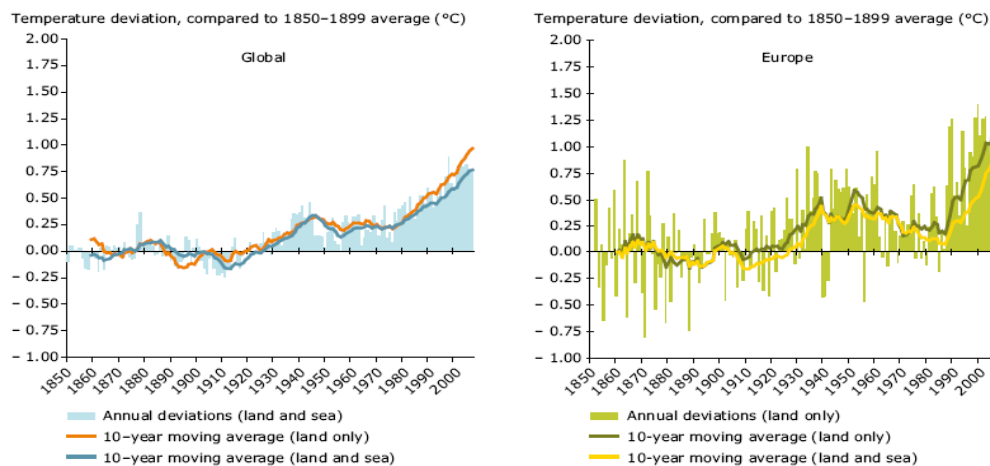 Temperature deviation, compared to 1850–1899 average (°C)
2.00
Global
1.75
1.50
1.25
1.00
0.75
0.50
0.25
0.00
– 0.25
– 0.50
– 0.75
– 1.00
1850 1860 1870 1880 1890 1900 1910 1920 1930 1940 1950 1960 1970 1980 1990 2000
Annual deviations (land and sea)
10–year moving average (land only)
10–year moving average (land and sea)
Temperature deviation, compared to 1850–1899 average (°C)
2.00
Europe
1.75
1.50
1.25
1.00
0.75
0.50
0.25
0.00
– 0.25
– 0.50
– 0.75
– 1.00
1850 1860 1870 1880 1890 1900 1910 1920 1930 1940 1950 1960 1970 1980 1990 2000
Annual deviations (land only)
10–year moving average (land only)
10-year moving average (land and sea)